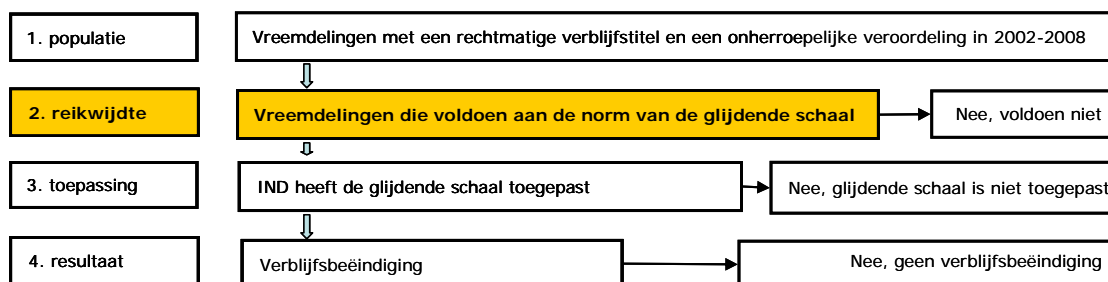 1. populatie
Vreemdelingen met een rechtmatige verblijfstitel en een onherroepelijke veroordeling in 2002-2008
2. reikwijdte
Vreemdelingen die voldoen aan de norm van de glijdende schaal
Nee, voldoen niet
3. toepassing
IND heeft de glijdende schaal toegepast
Nee, glijdende schaal is niet toegepast
4. resultaat
Verblijfsbeëindiging
Nee, geen verblijfsbeëindiging